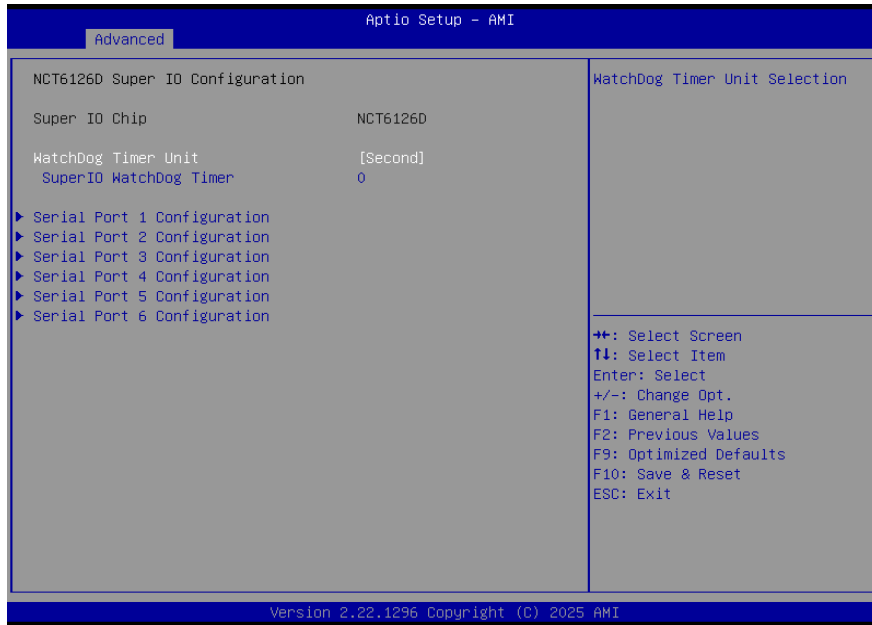 Aptio Setup – AMI
Advanced
NCT6126D Super IO Configuration
Super IO Chip NCT6126D
WatchDog Timer Unit [Second]
SuperIO WatchDog Timer 0
Serial Port 1 Configuration
Serial Port 2 Configuration
Serial Port 3 Configuration
Serial Port 4 Configuration
Serial Port 5 Configuration
Serial Port 6 Configuration
WatchDog Timer Unit Selection
→←: Select Screen
↑↓: Select Item
Enter: Select
+/-: Change Opt.
F1: General Help
F2: Previous Values
F9: Optimized Defaults
F10: Save & Reset
ESC: Exit
Version 2.22.1296 Copyright (C) 2025 AMI